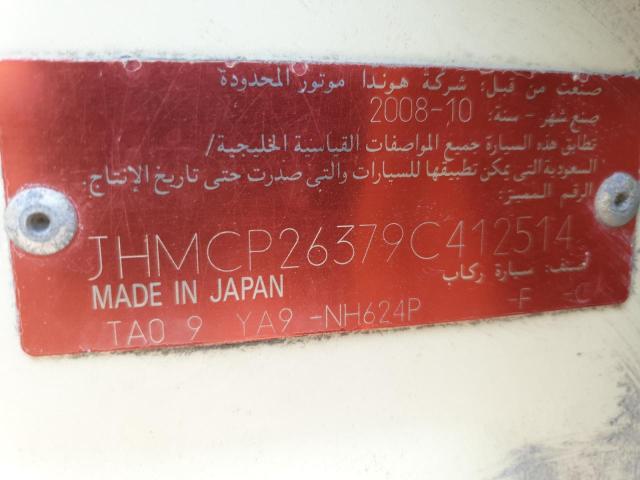 صنعت من قبل: شركة هوندا موتور المحدودة
صنع شهر - سنة: 10-2008
تطابق هذه السيارة جميع المواصفات القياسية الخليجية/
السعودية التي يمكن تطبيقها للسيارات والتي صدرت حتى تاريخ الإنتاج.
الرقم المميز:
JHMCP26379C412514
MADE IN JAPAN
صنف: سيارة ركاب
TA0 9 YA9 -NH624P -F -C